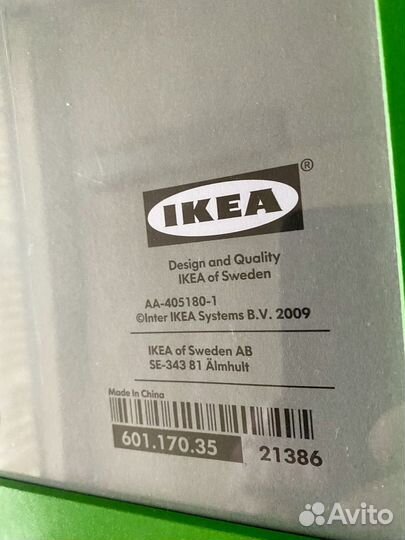 IKEA®
Design and Quality
IKEA of Sweden
AA-405180-1
©Inter IKEA Systems B.V. 2009
IKEA of Sweden AB
SE-343 81 Älmhult
Made in China
601.170.35
21386
Avito